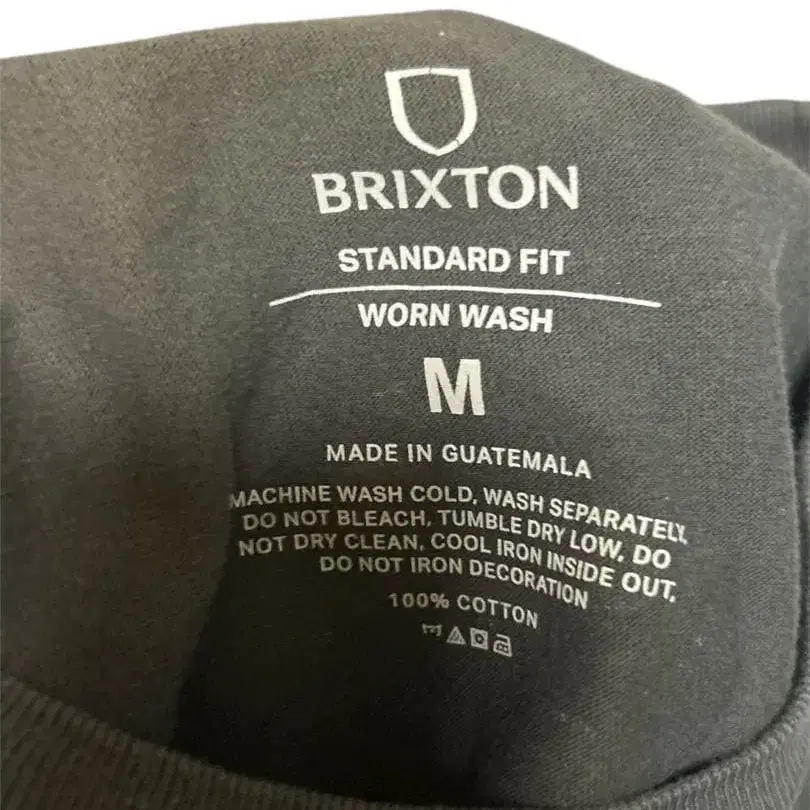 BRIXTON
STANDARD FIT
WORN WASH
M
MADE IN GUATEMALA
MACHINE WASH COLD, WASH SEPARATELY,
DO NOT BLEACH, TUMBLE DRY LOW, DO
NOT DRY CLEAN, COOL IRON INSIDE OUT,
DO NOT IRON DECORATION
100% COTTON